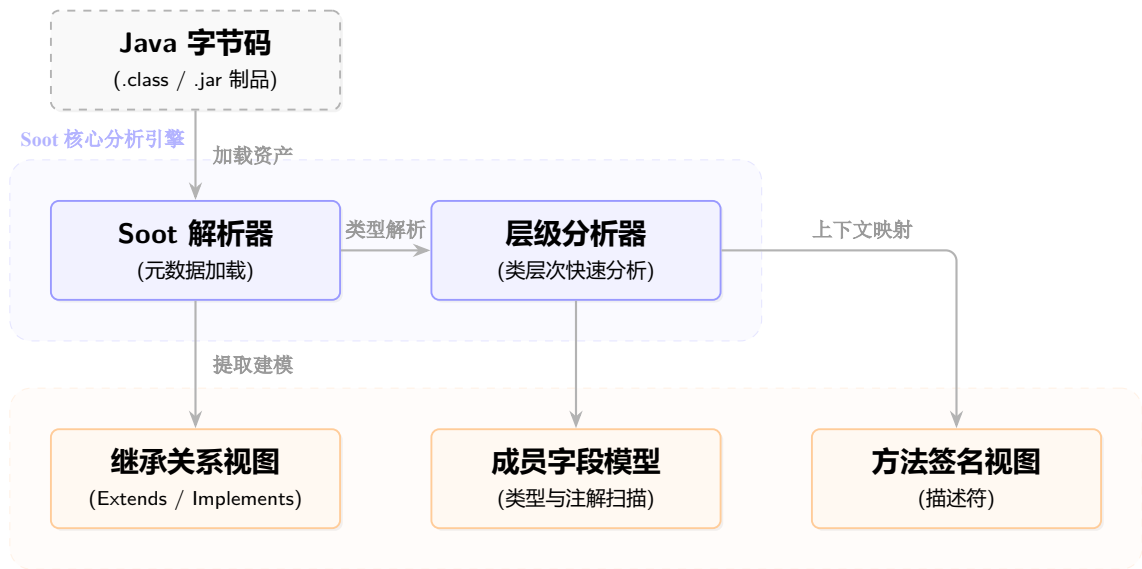 Java 字节码
(.class / .jar 制品)
Soot 核心分析引擎
加载资产
Soot 解析器
(元数据加载)
类型解析
层级分析器
(类层次快速分析)
上下文映射
提取建模
继承关系视图
(Extends / Implements)
成员字段模型
(类型与注解扫描)
方法签名视图
(描述符)